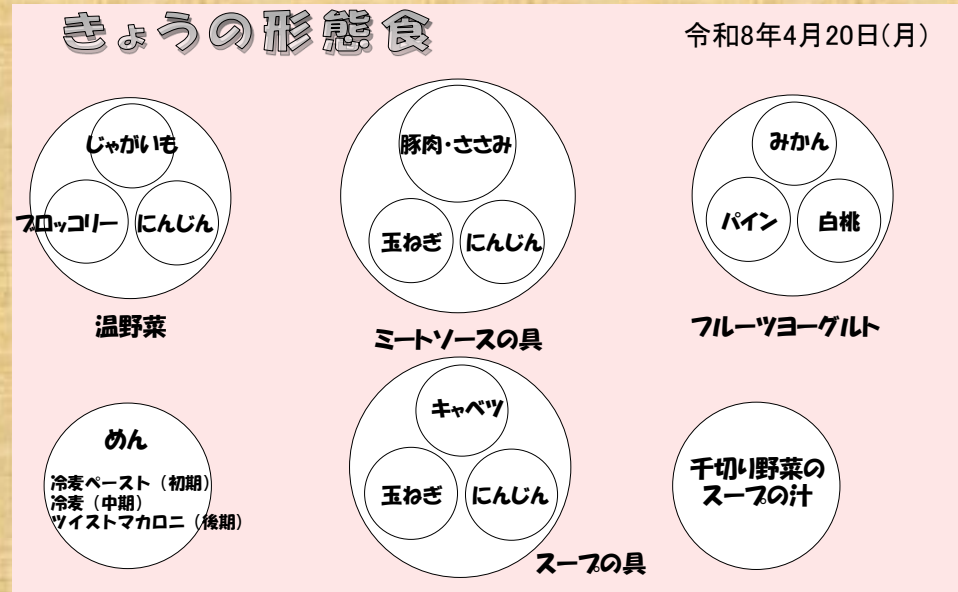 きょうの形態食
令和8年4月20日(月)
じゃがいも
ブロッコリー
にんじん
温野菜
豚肉・ささみ
玉ねぎ
にんじん
ミートソースの具
みかん
パイン
白桃
フルーツヨーグルト
めん
冷麦ペースト（初期）
冷麦（中期）
ツイストマカロニ（後期）
キャベツ
玉ねぎ
にんじん
スープの具
千切り野菜の
スープの汁